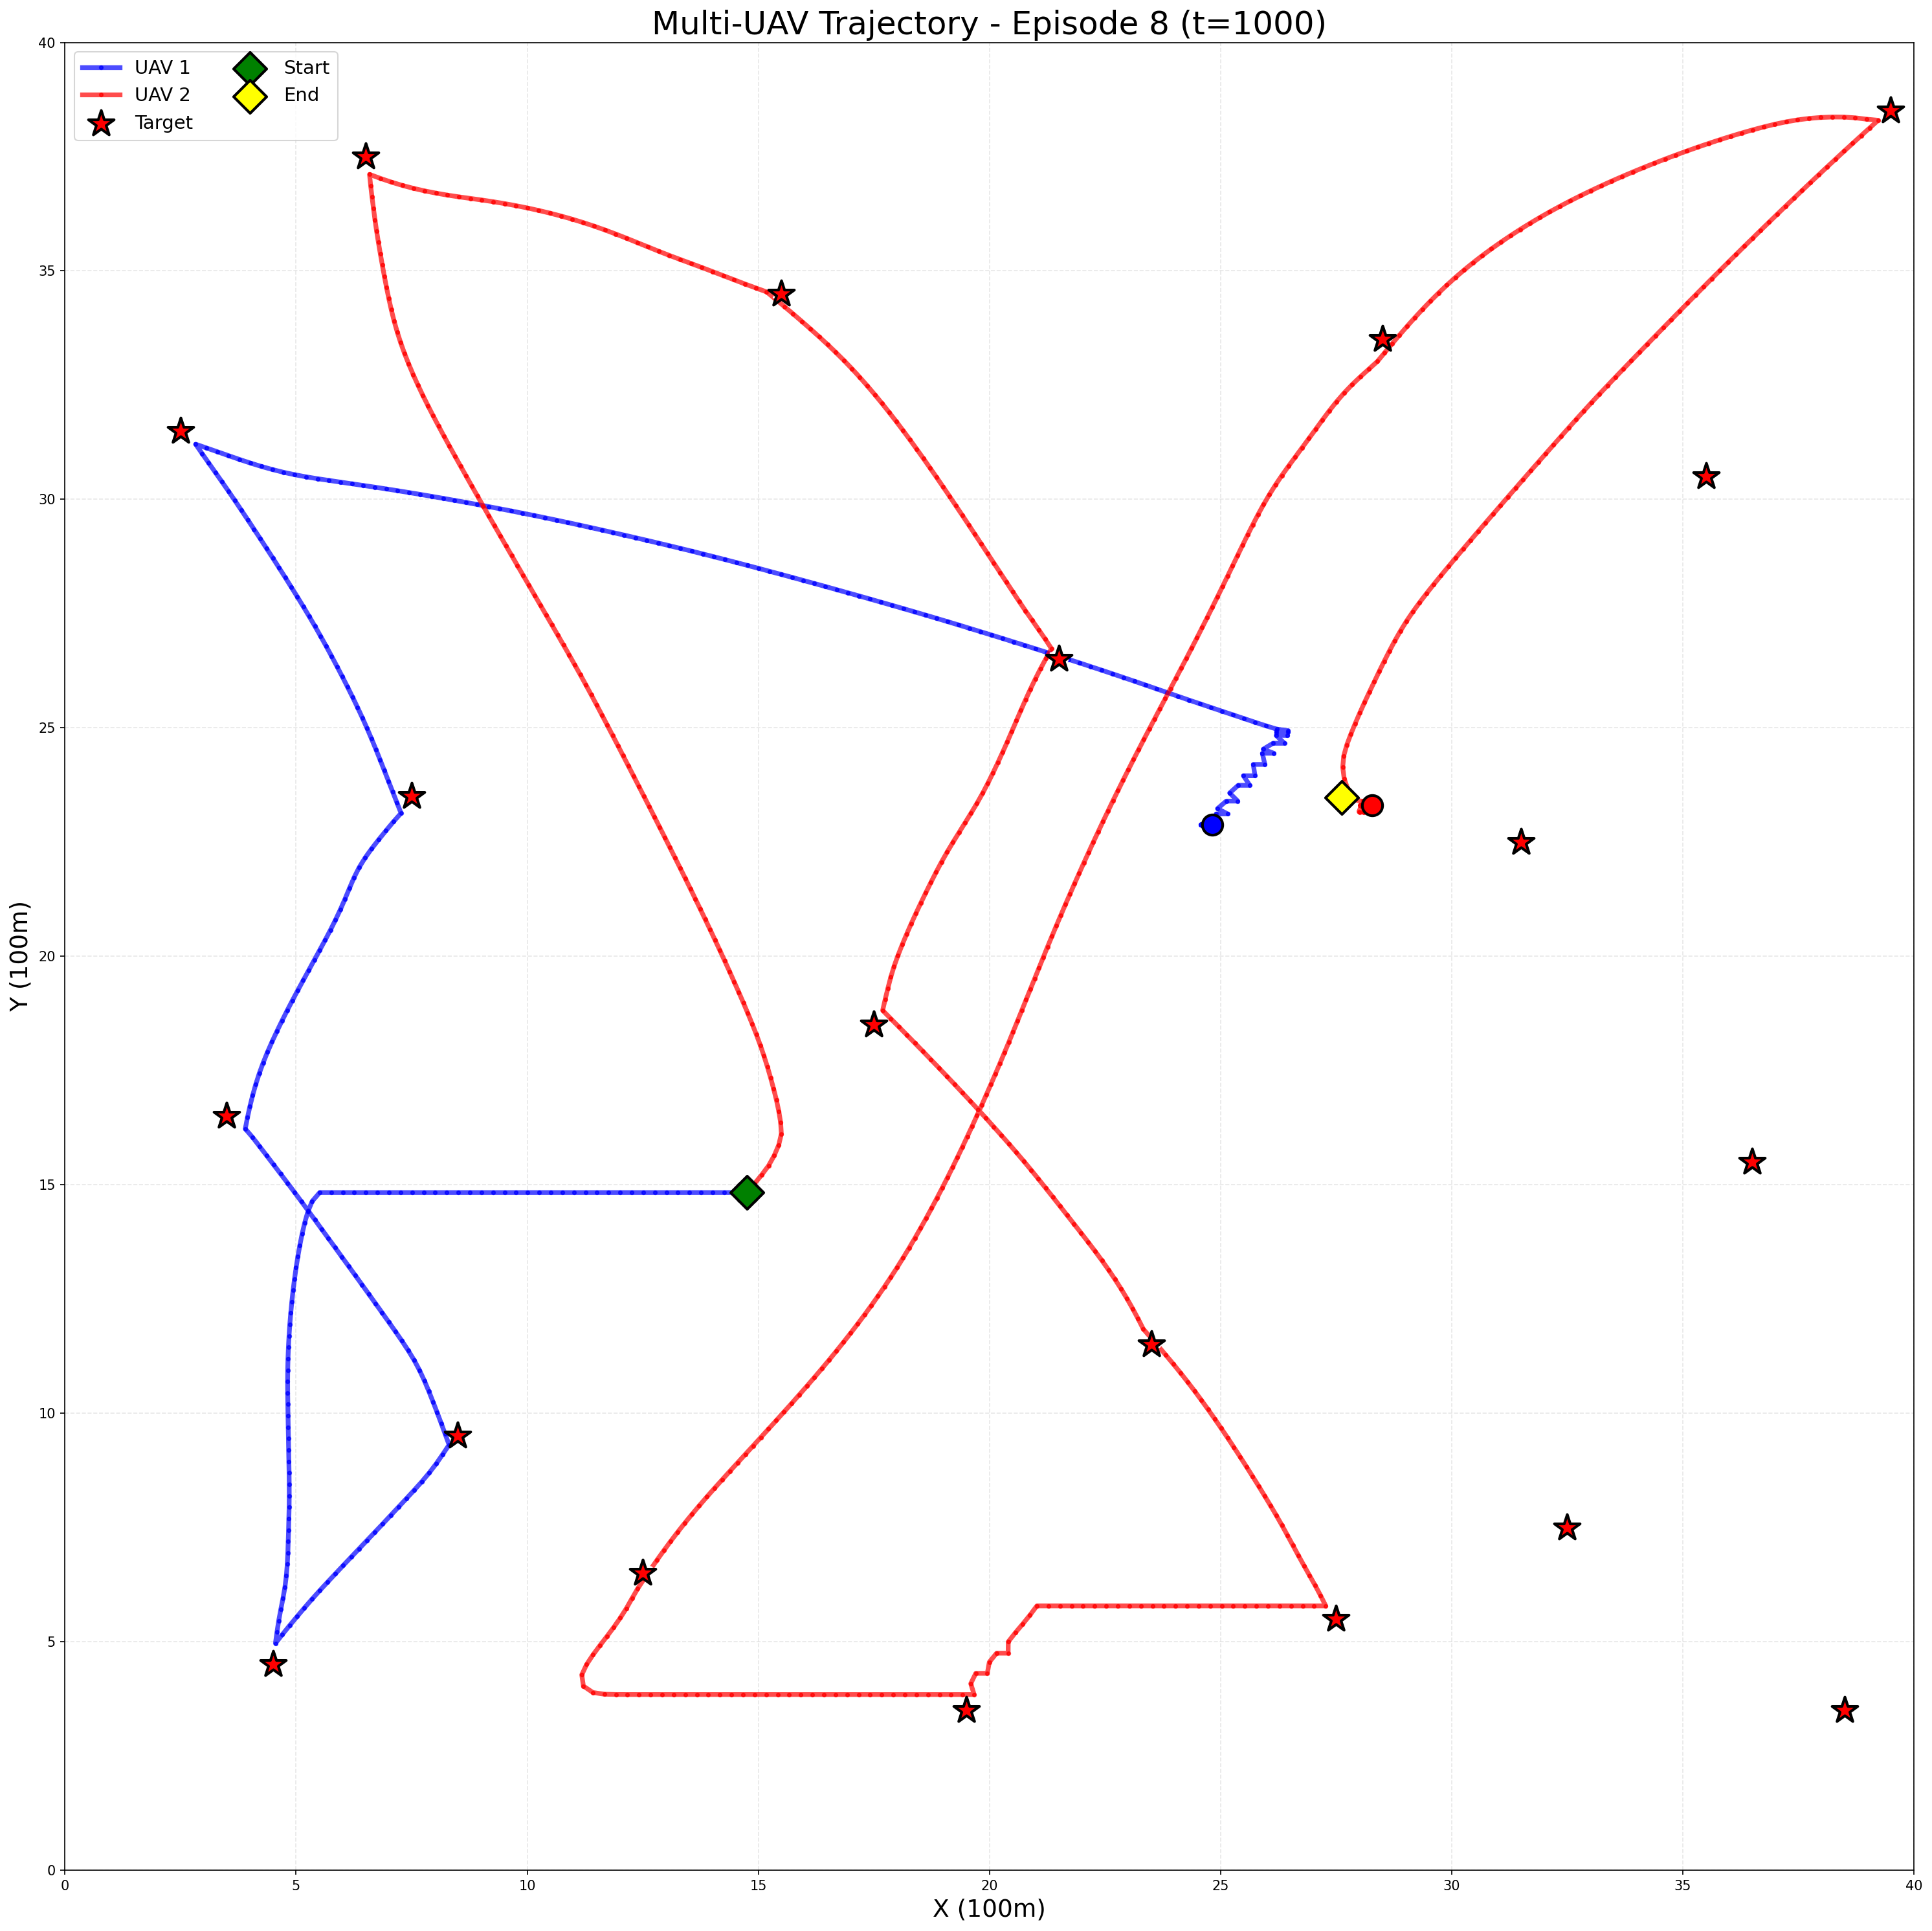 Multi-UAV Trajectory - Episode 8 (t=1000)
UAV 1
UAV 2
Target
Start
End
40
35
30
25
20
15
10
5
0
Y (100m)
0 5 10 15 20 25 30 35 40
X (100m)